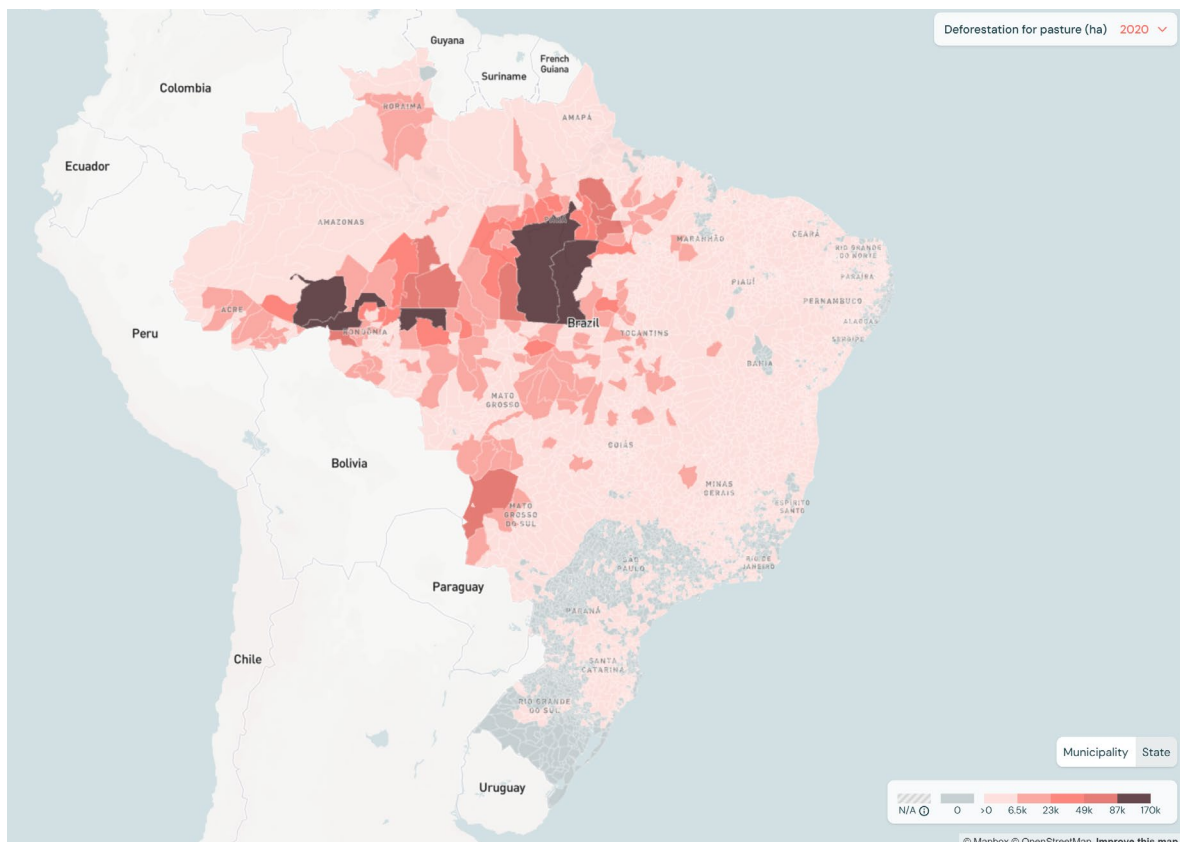 Deforestation for pasture (ha) 2020
Guyana
Suriname
French
Guiana
Colombia
RORAIMA
AMAPÁ
Ecuador
AMAZONAS
MARANHÃO
CEARÁ
RIO GRANDE
DO NORTE
PARAÍBA
PIAUÍ
PERNAMBUCO
ACRE
ALAGOAS
Brazil
Peru
RONDÔNIA
TOCANTINS
SERGIPE
BAHIA
MATO
GROSSO
GOIÁS
Bolivia
MINAS
GERAIS
MATO
GROSSO
DO SUL
ESPÍRITO
SANTO
SÃO
PAULO
RIO DE
JANEIRO
Paraguay
PARANÁ
Chile
SANTA
CATARINA
RIO GRANDE
DO SUL
Municipality State
Uruguay
N/A 0 >0 6.5k 23k 49k 87k 170k
© Mapbox © OpenStreetMap Improve this map